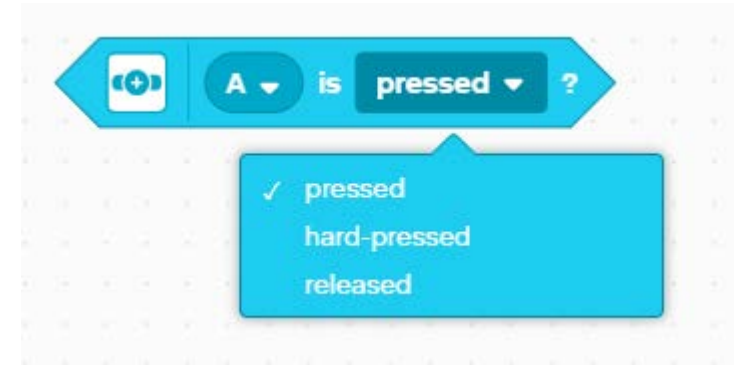 A is pressed ?
✓ pressed
hard-pressed
released